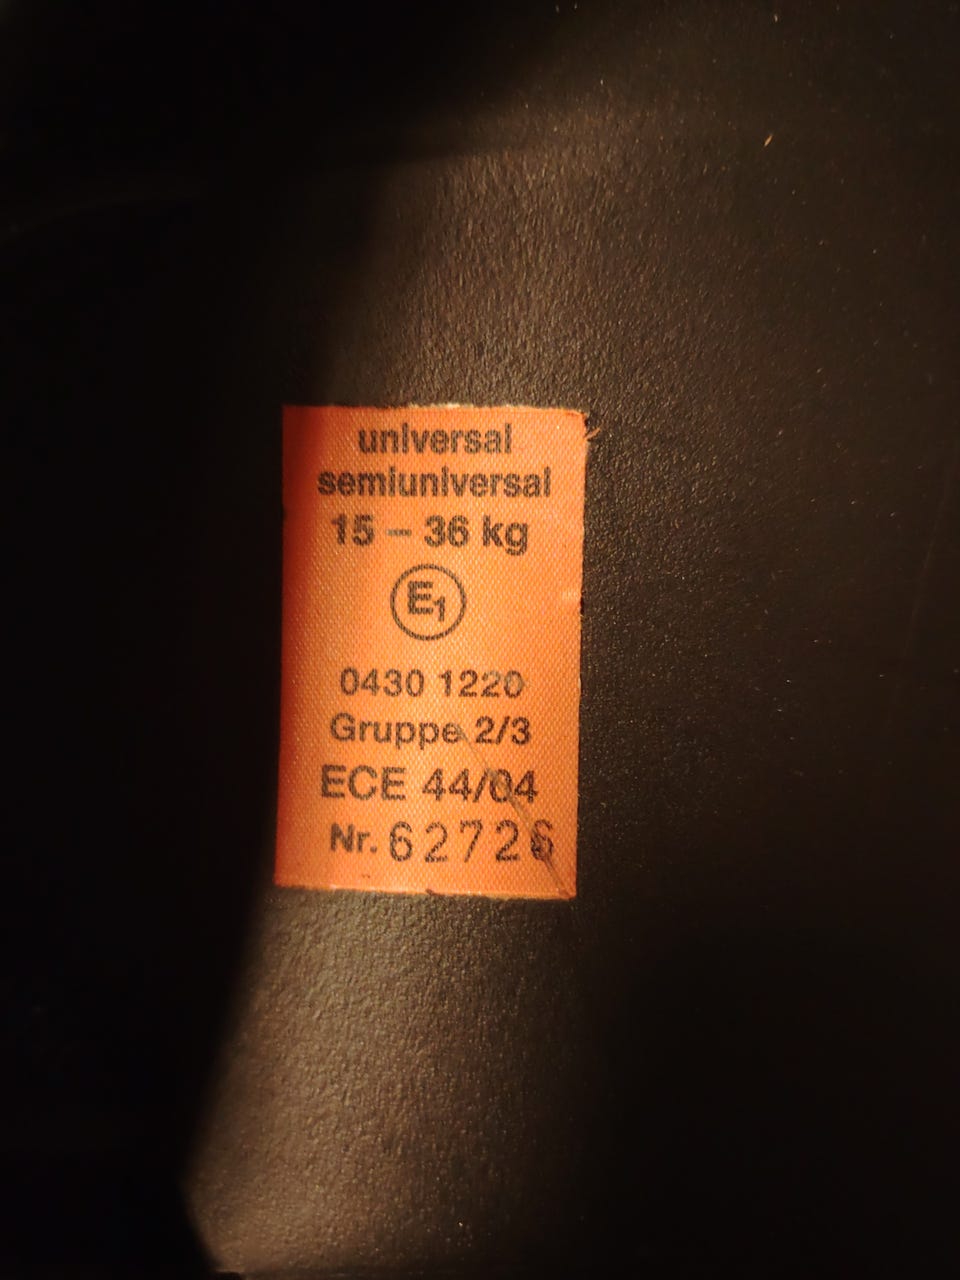 universal
semiuniversal
15 – 36 kg
E1
0430 1220
Gruppe 2/3
ECE 44/04
Nr. 62726